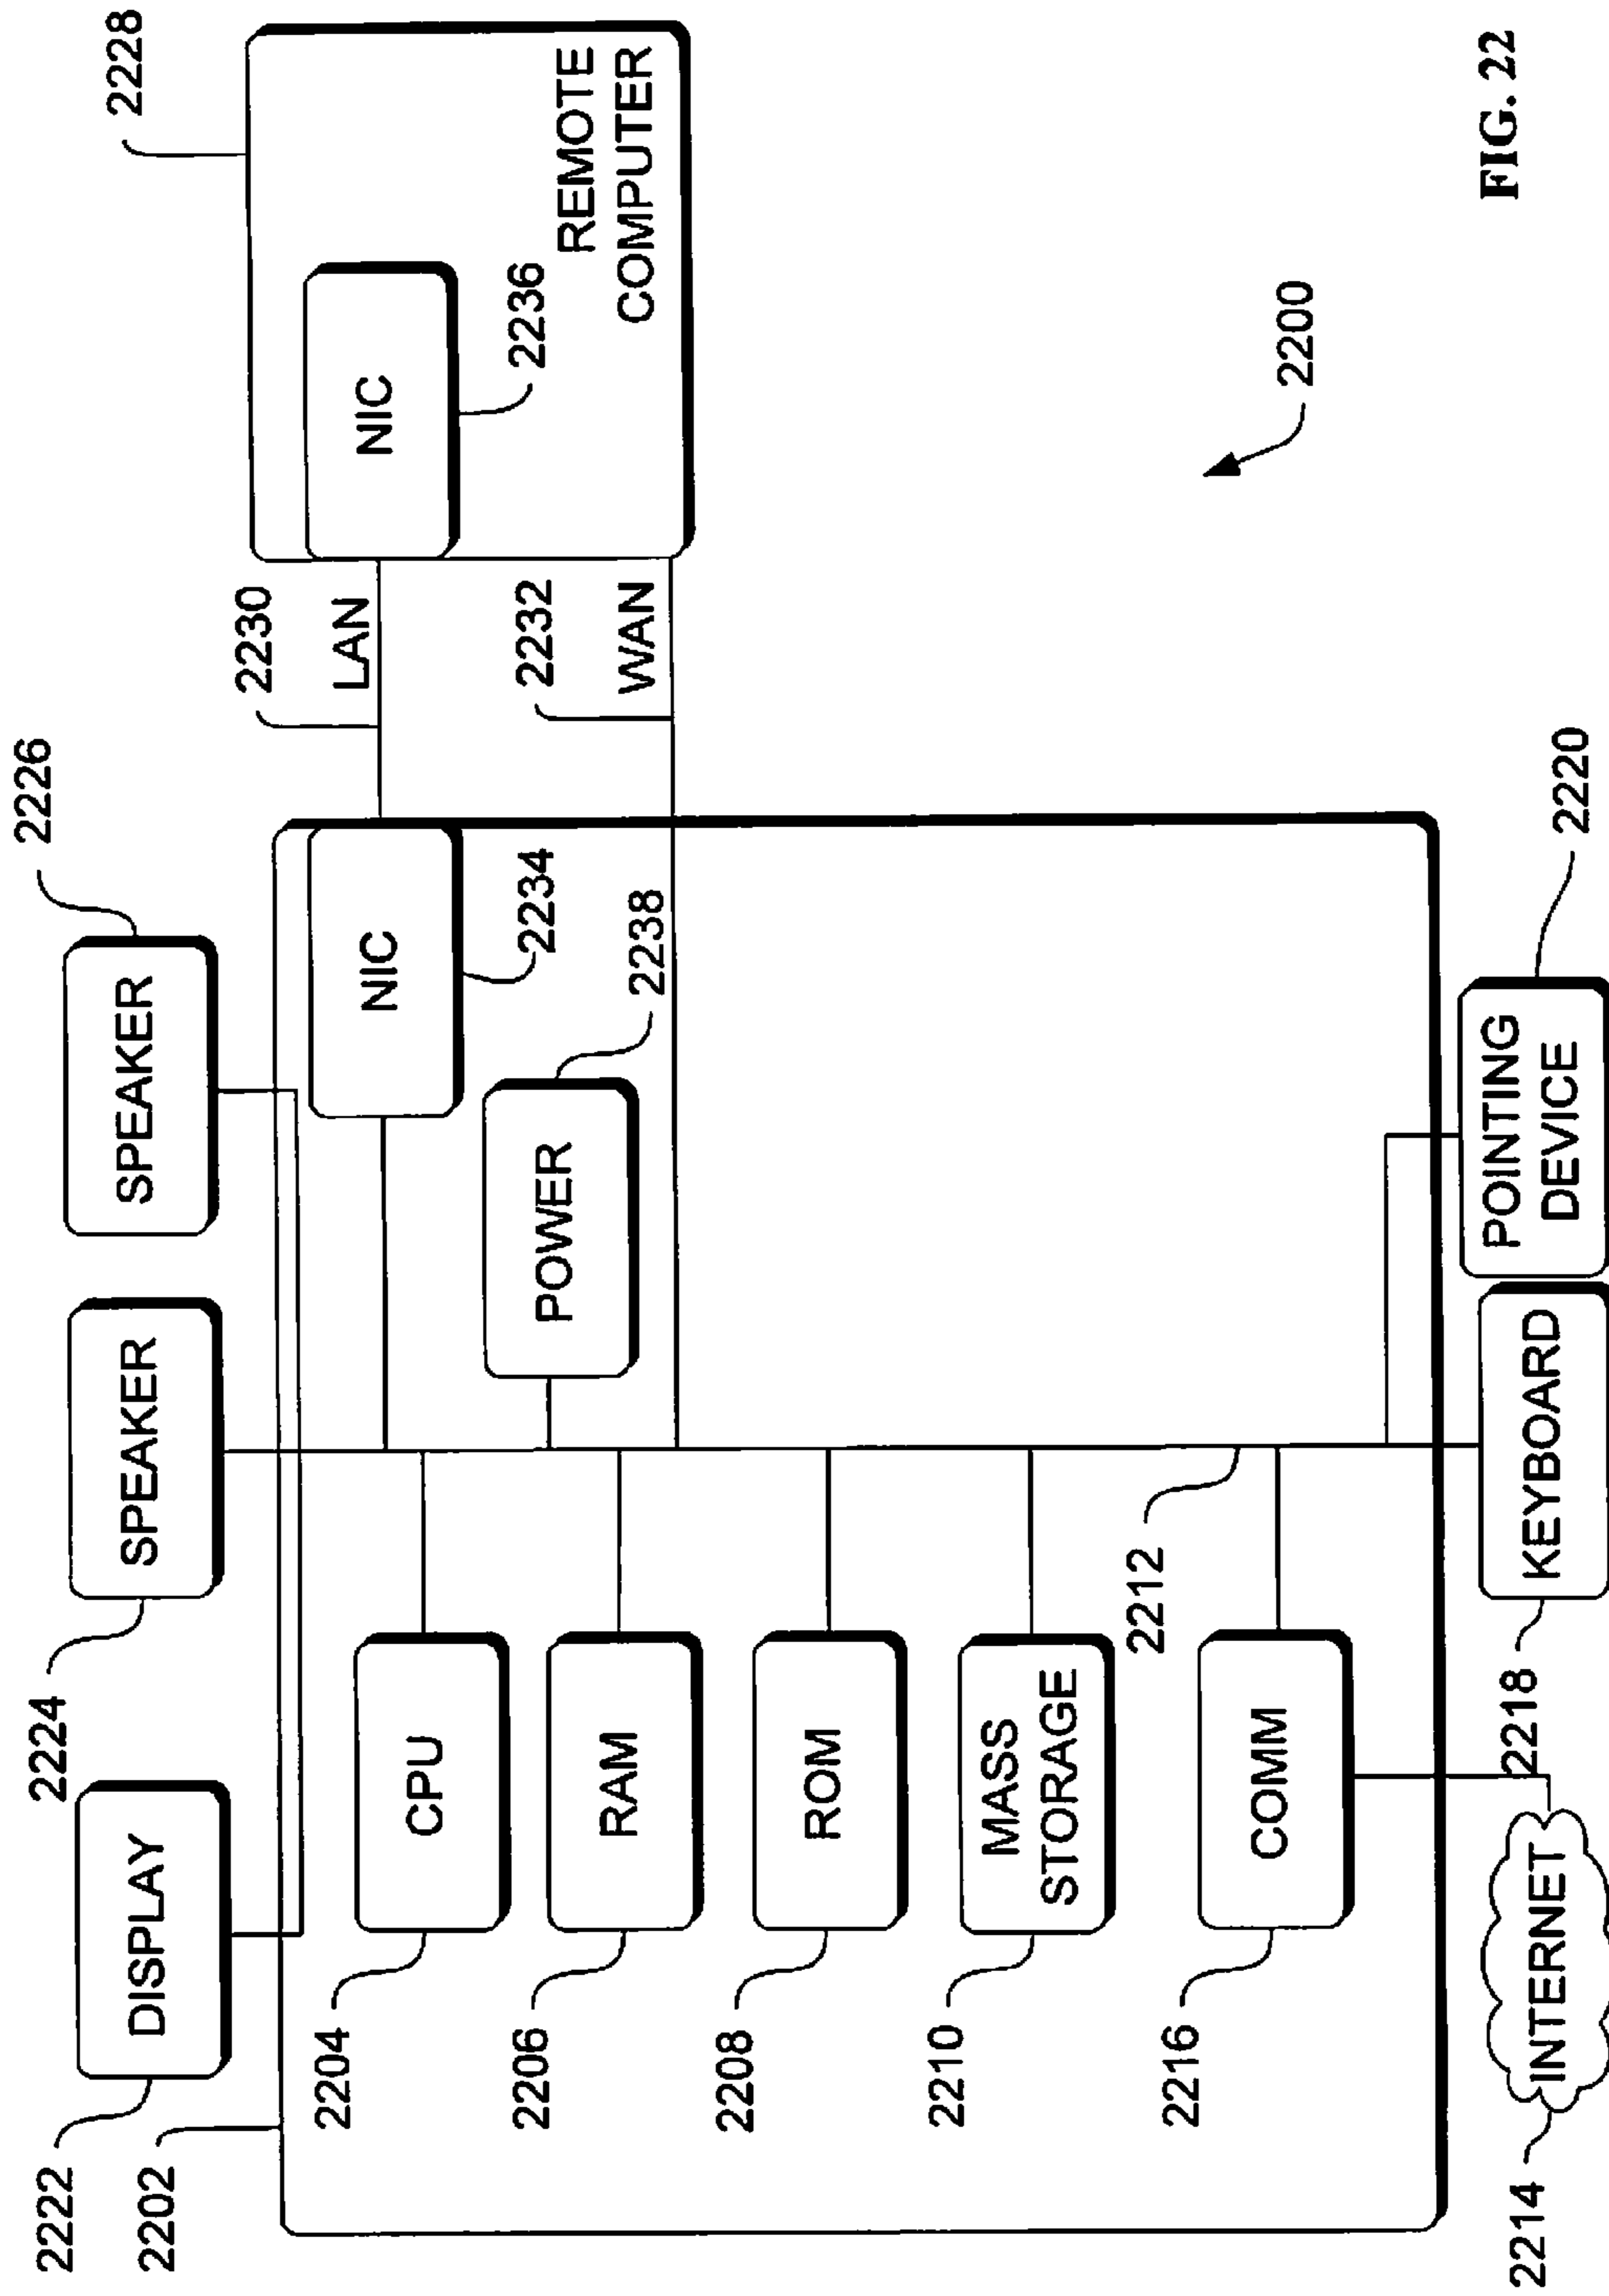 2222
DISPLAY
2224
SPEAKER
SPEAKER
2226
2228
2202
2204
CPU
NIC
2234
2230
LAN
NIC
2236
REMOTE
COMPUTER
2206
RAM
POWER
2238
2232
WAN
2208
ROM
2210
MASS
STORAGE
2212
2200
2216
COMM
2214
INTERNET
2218
KEYBOARD
POINTING
DEVICE
2220
FIG. 22